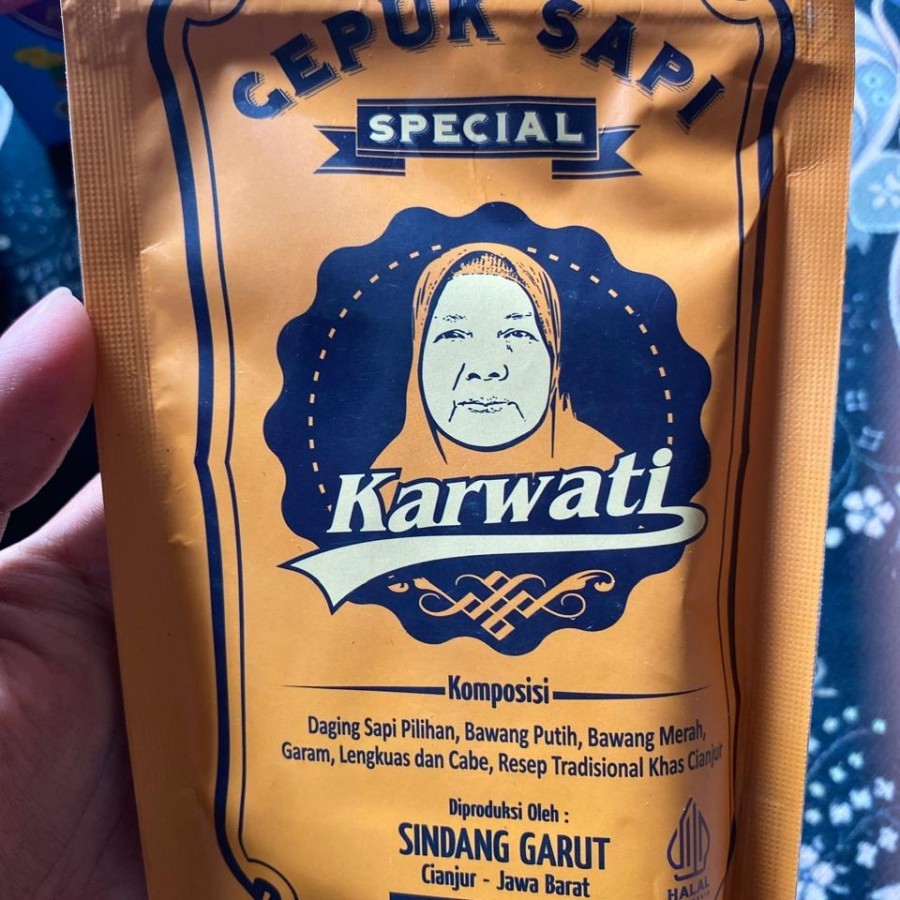 GEPUK SAPI
SPECIAL
Karwati
Komposisi
Daging Sapi Pilihan, Bawang Putih, Bawang Merah,
Garam, Lengkuas dan Cabe, Resep Tradisional Khas Cianjur
Diproduksi Oleh :
SINDANG GARUT
Cianjur - Jawa Barat
HALAL